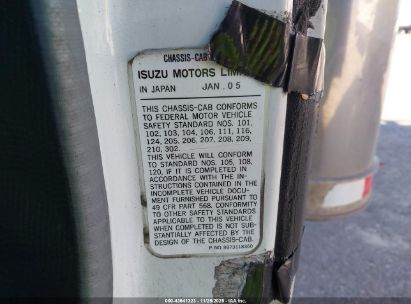 CHASSIS-CAB
ISUZU MOTORS LIM
IN JAPAN JAN. 05
THIS CHASSIS-CAB CONFORMS
TO FEDERAL MOTOR VEHICLE
SAFETY STANDARD NOS. 101,
102, 103, 104, 106, 111, 116,
124, 205, 206, 207, 208, 209,
210, 302.
THIS VEHICLE WILL CONFORM
TO STANDARD NOS. 105, 108,
120, IF IT IS COMPLETED IN
ACCORDANCE WITH THE IN-
STRUCTIONS CONTAINED IN THE
INCOMPLETE VEHICLE DOCU-
MENT FURNISHED PURSUANT TO
49 CFR PART 568. CONFORMITY
TO OTHER SAFETY STANDARDS
APPLICABLE TO THIS VEHICLE
WHEN COMPLETED IS NOT SUB-
STANTIALLY AFFECTED BY THE
DESIGN OF THE CHASSIS-CAB.
P.NO.